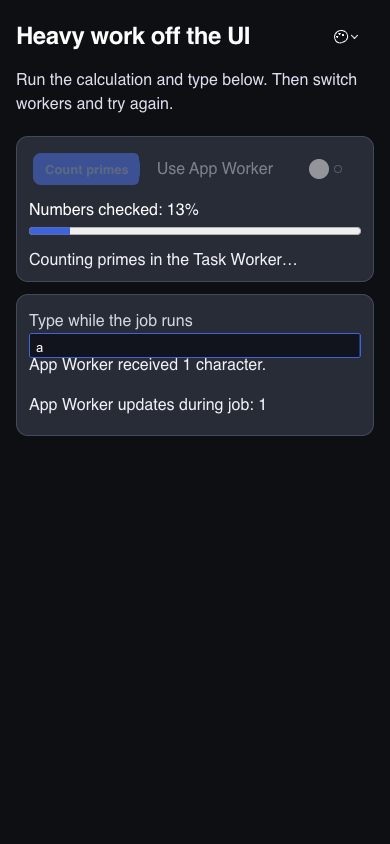 Heavy work off the UI
Run the calculation and type below. Then switch
workers and try again.
Count primes
Use App Worker
Numbers checked: 13%
Counting primes in the Task Worker…
Type while the job runs
a
App Worker received 1 character.
App Worker updates during job: 1